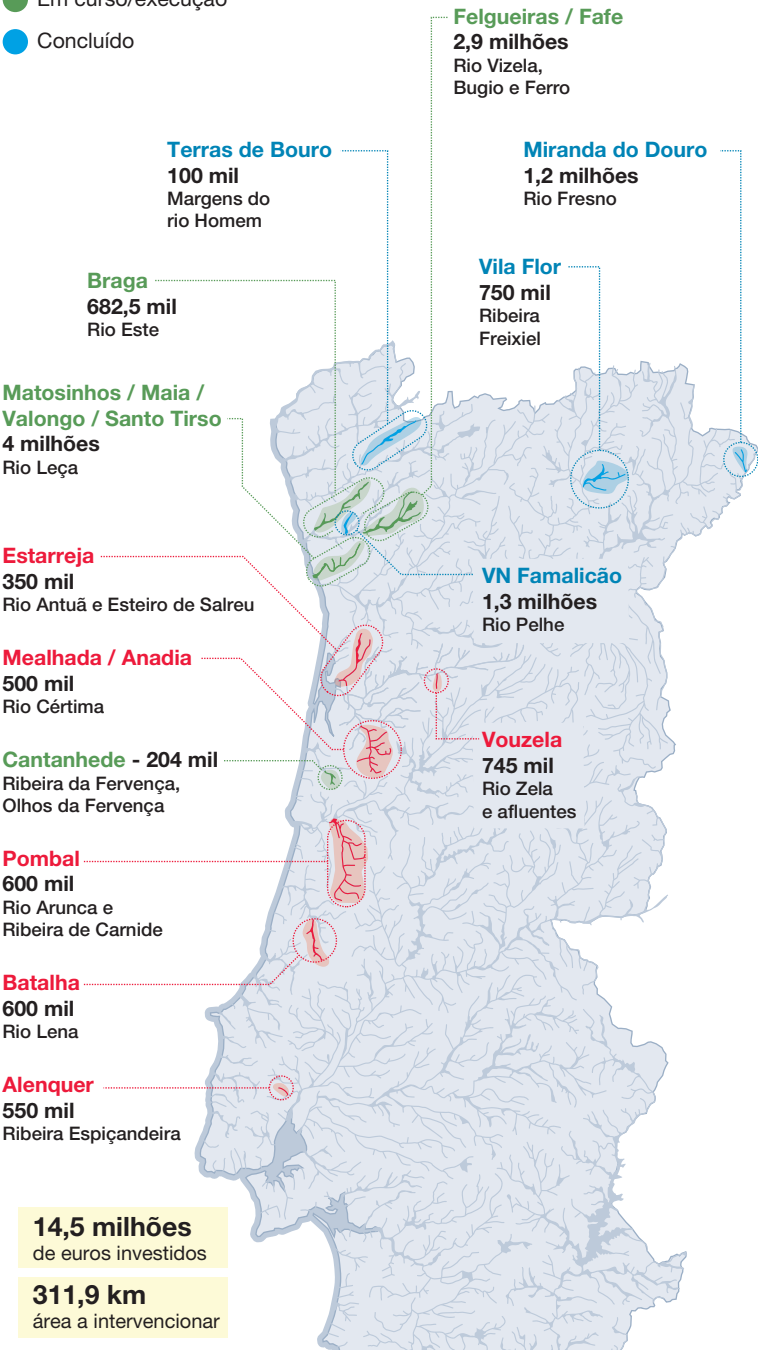 Em curso/execução
Concluído
Felgueiras / Fafe
2,9 milhões
Rio Vizela,
Bugio e Ferro
Terras de Bouro
100 mil
Margens do
rio Homem
Miranda do Douro
1,2 milhões
Rio Fresno
Braga
682,5 mil
Rio Este
Vila Flor
750 mil
Ribeira
Freixiel
Matosinhos / Maia /
Valongo / Santo Tirso
4 milhões
Rio Leça
Estarreja
350 mil
Rio Antuã e Esteiro de Salreu
VN Famalicão
1,3 milhões
Rio Pelhe
Mealhada / Anadia
500 mil
Rio Cértima
Vouzela
745 mil
Rio Zela
e afluentes
Cantanhede - 204 mil
Ribeira da Fervença,
Olhos da Fervença
Pombal
600 mil
Rio Arunca e
Ribeira de Carnide
Batalha
600 mil
Rio Lena
Alenquer
550 mil
Ribeira Espiçandeira
14,5 milhões
de euros investidos
311,9 km
área a intervencionar